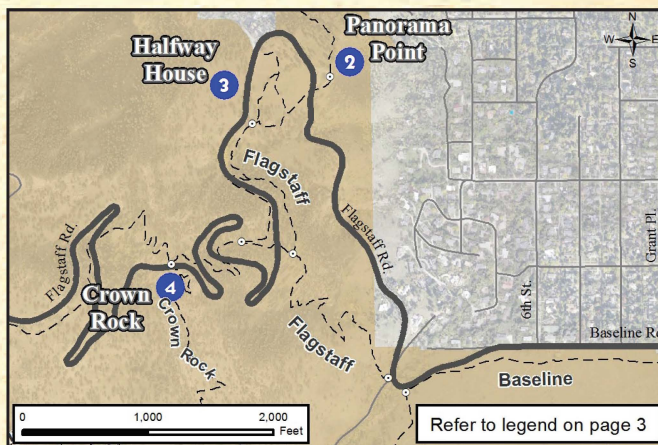 Halfway
House
3
Panorama
Point
2
N
W E
S
Flagstaff
Flagstaff Rd.
Flagstaff Rd.
Crown
Rock
4
Crown Rock
Flagstaff
6th St.
Grant Pl.
Baseline Rd
Baseline
0 1,000 2,000
Feet
Refer to legend on page 3